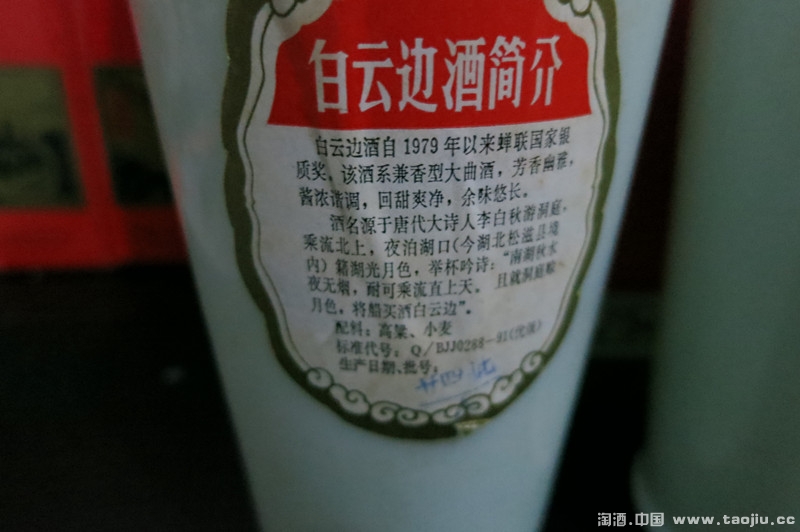 白云边酒简介
白云边酒自1979年以来蝉联国家银
质奖，该酒系兼香型大曲酒，芳香幽雅，
酱浓谐调，回甜爽净，余味悠长。
酒名源于唐代大诗人李白秋游洞庭，
乘流北上，夜泊湖口(今湖北松滋县境
内)，湖光月色，举杯吟诗：“南湖秋水
夜无烟，耐可乘流直上天。且就洞庭赊
月色，将船买酒白云边”。
配料：高粱、小麦
标准代号：Q/BJJ0288-91(优级)
生产日期、批号：
淘酒.中国 www.taojiu.cc